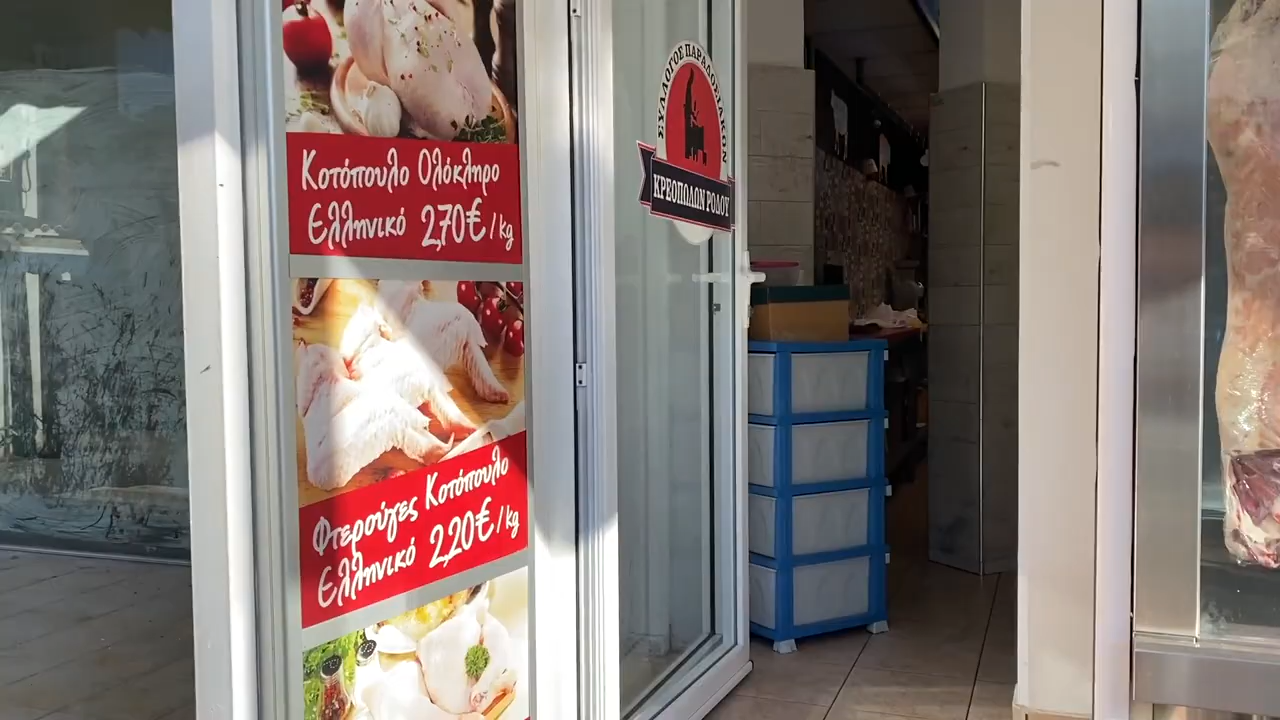 Κοτόπουλο Ολόκληρο
Ελληνικό 2,70€/kg
Φτερούγες Κοτόπουλο
Ελληνικό 2,20€/kg
ΣΥΛΛΟΓΟΣ ΠΑΡΑΔΟΣΙΑΚΩΝ
ΚΡΕΟΠΩΛΩΝ ΡΟΔΟΥ